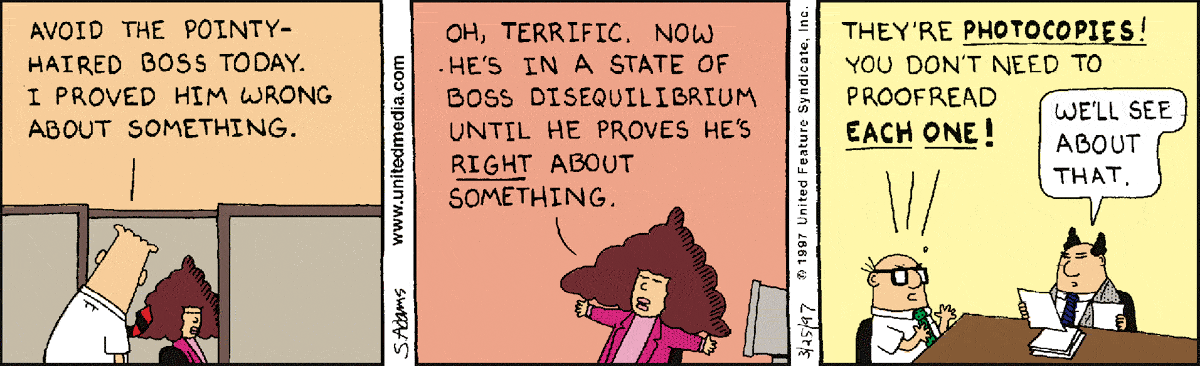 AVOID THE POINTY-
HAIRED BOSS TODAY.
I PROVED HIM WRONG
ABOUT SOMETHING.
www.unitedmedia.com
S.Adams
OH, TERRIFIC. NOW
HE'S IN A STATE OF
BOSS DISEQUILIBRIUM
UNTIL HE PROVES HE'S
RIGHT ABOUT
SOMETHING.
3/25/97
© 1997 United Feature Syndicate, Inc.
THEY'RE PHOTOCOPIES!
YOU DON'T NEED TO
PROOFREAD
EACH ONE!
WE'LL SEE
ABOUT
THAT.